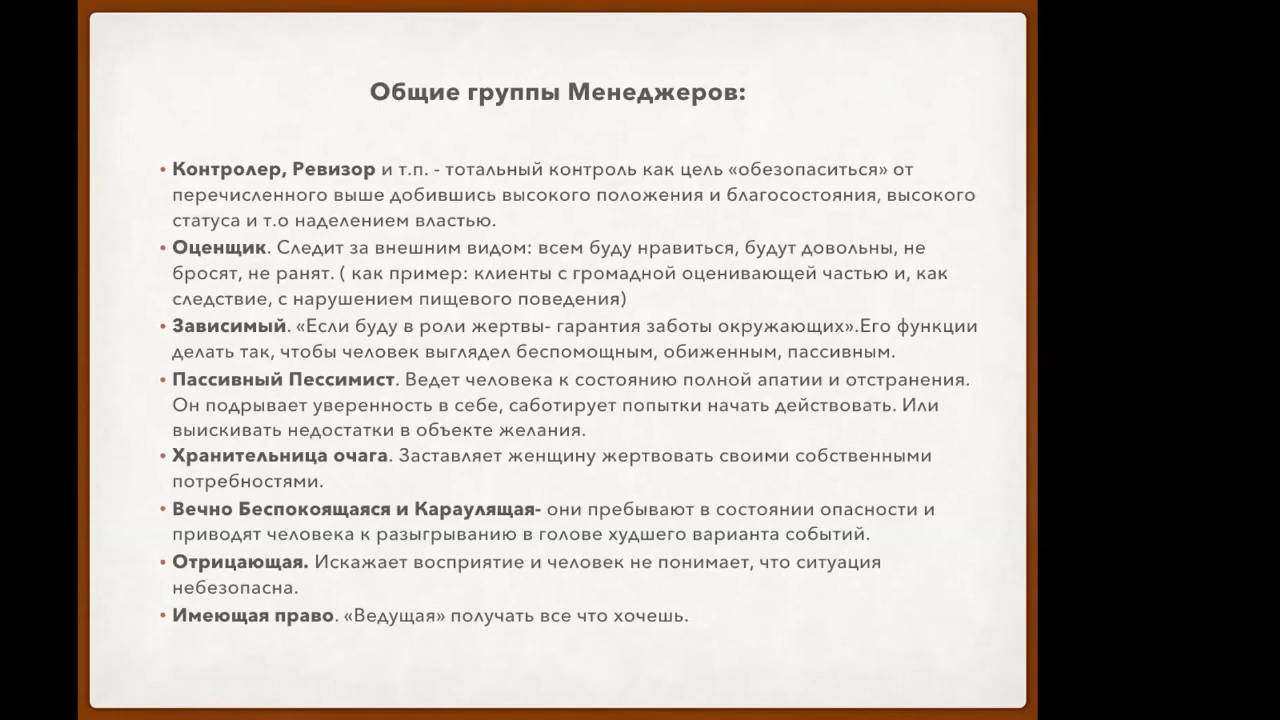 Общие группы Менеджеров:
• Контролер, Ревизор и т.п. - тотальный контроль как цель «обезопаситься» от
перечисленного выше добившись высокого положения и благосостояния, высокого
статуса и т.о наделением властью.
• Оценщик. Следит за внешним видом: всем буду нравиться, будут довольны, не
бросят, не ранят. ( как пример: клиенты с громадной оценивающей частью и, как
следствие, с нарушением пищевого поведения)
• Зависимый. «Если буду в роли жертвы- гарантия заботы окружающих».Его функции
делать так, чтобы человек выглядел беспомощным, обиженным, пассивным.
• Пассивный Пессимист. Ведет человека к состоянию полной апатии и отстранения.
Он подрывает уверенность в себе, саботирует попытки начать действовать. Или
выискивать недостатки в объекте желания.
• Хранительница очага. Заставляет женщину жертвовать своими собственными
потребностями.
• Вечно Беспокоящаяся и Караулящая- они пребывают в состоянии опасности и
приводят человека к разыгрыванию в голове худшего варианта событий.
• Отрицающая. Искажает восприятие и человек не понимает, что ситуация
небезопасна.
• Имеющая право. «Ведущая» получать все что хочешь.